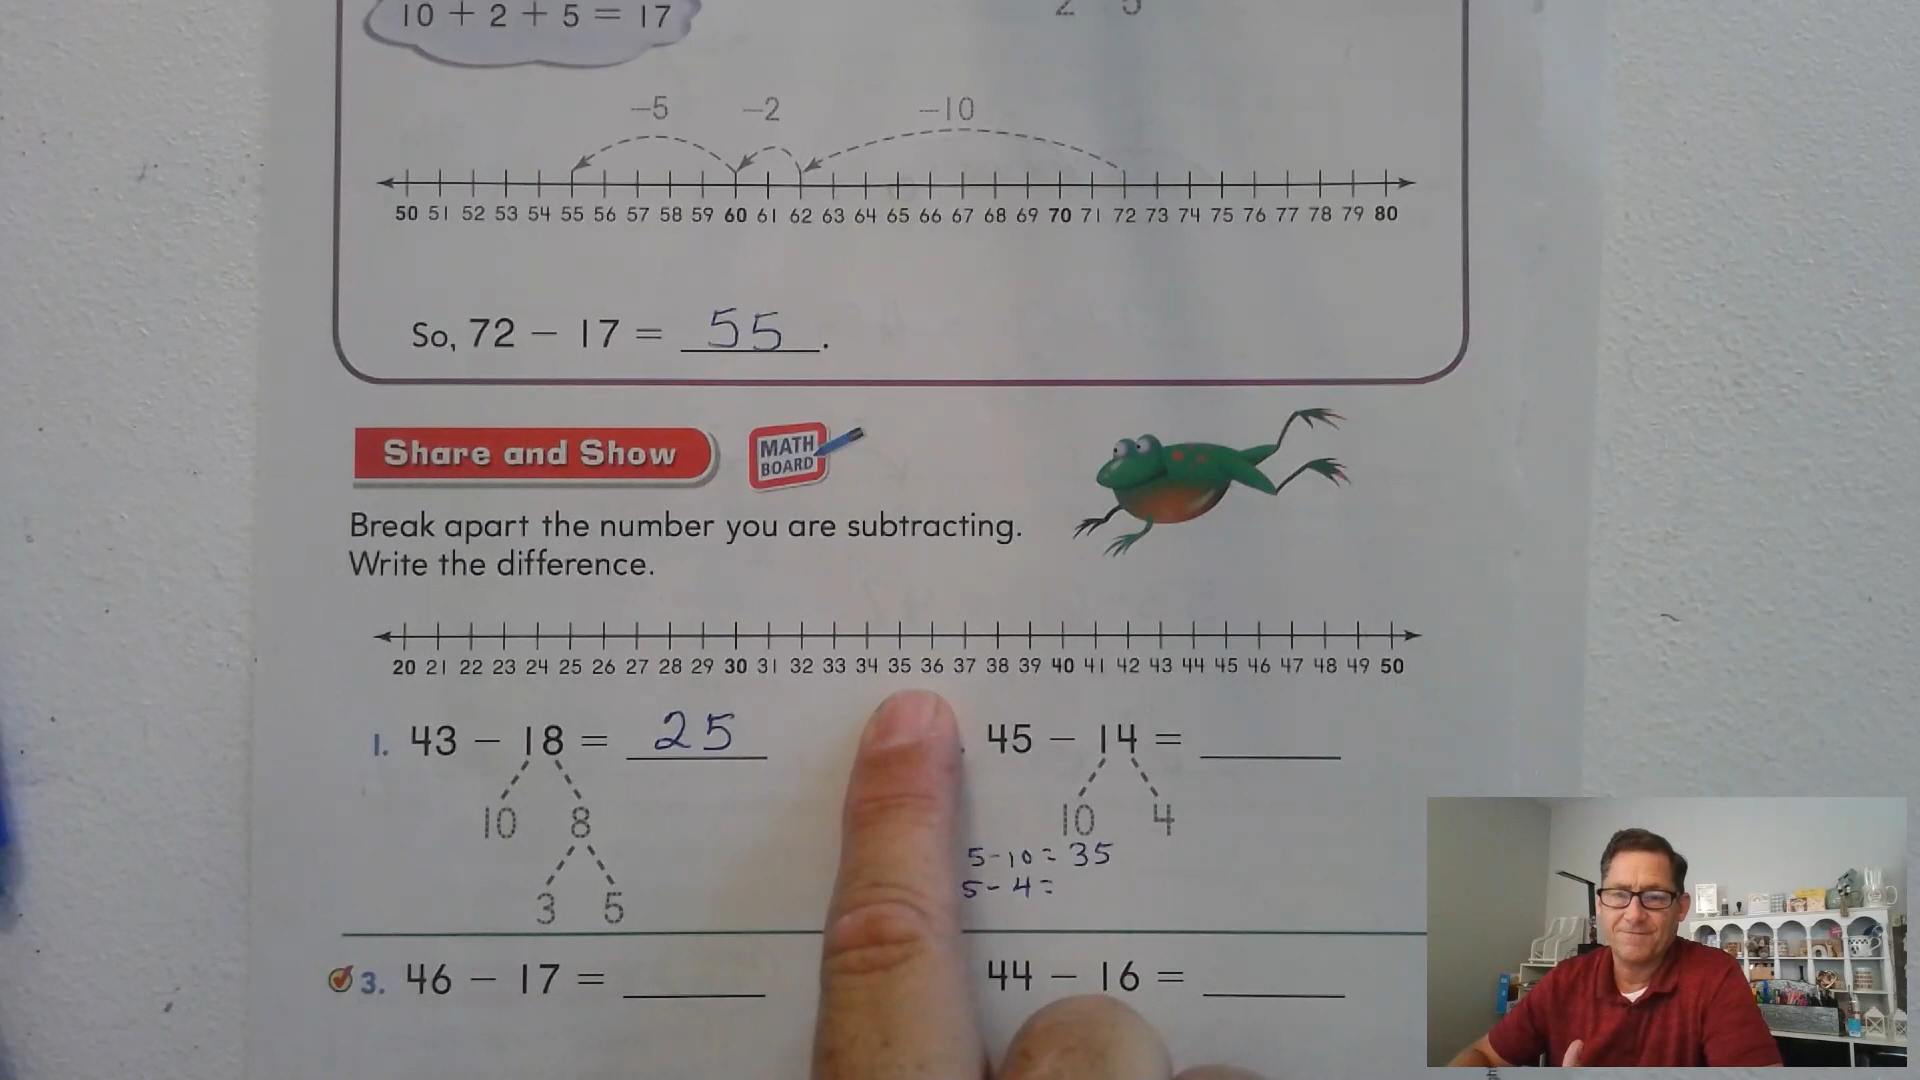 10 + 2 + 5 = 17
2 5
−5 −2 −10
50 51 52 53 54 55 56 57 58 59 60 61 62 63 64 65 66 67 68 69 70 71 72 73 74 75 76 77 78 79 80
So, 72 − 17 = 55.
Share and Show
MATH
BOARD
Break apart the number you are subtracting.
Write the difference.
20 21 22 23 24 25 26 27 28 29 30 31 32 33 34 35 36 37 38 39 40 41 42 43 44 45 46 47 48 49 50
1. 43 − 18 = 25
10 8
3 5
45 − 14 =
10 4
5-10= 35
5-4=
3. 46 − 17 =
44 − 16 =